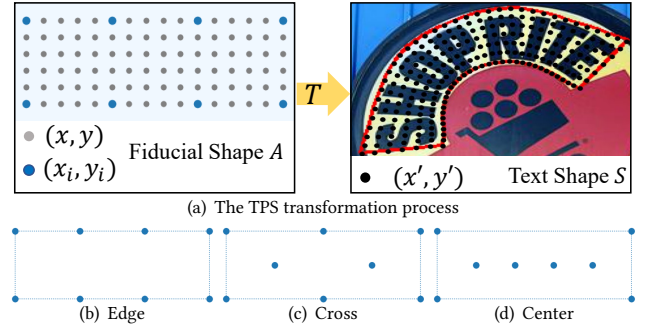 T
(x, y)
(x_i, y_i)
Fiducial Shape A
SHOPRITE
(x′, y′)
Text Shape S
(a) The TPS transformation process
(b) Edge
(c) Cross
(d) Center